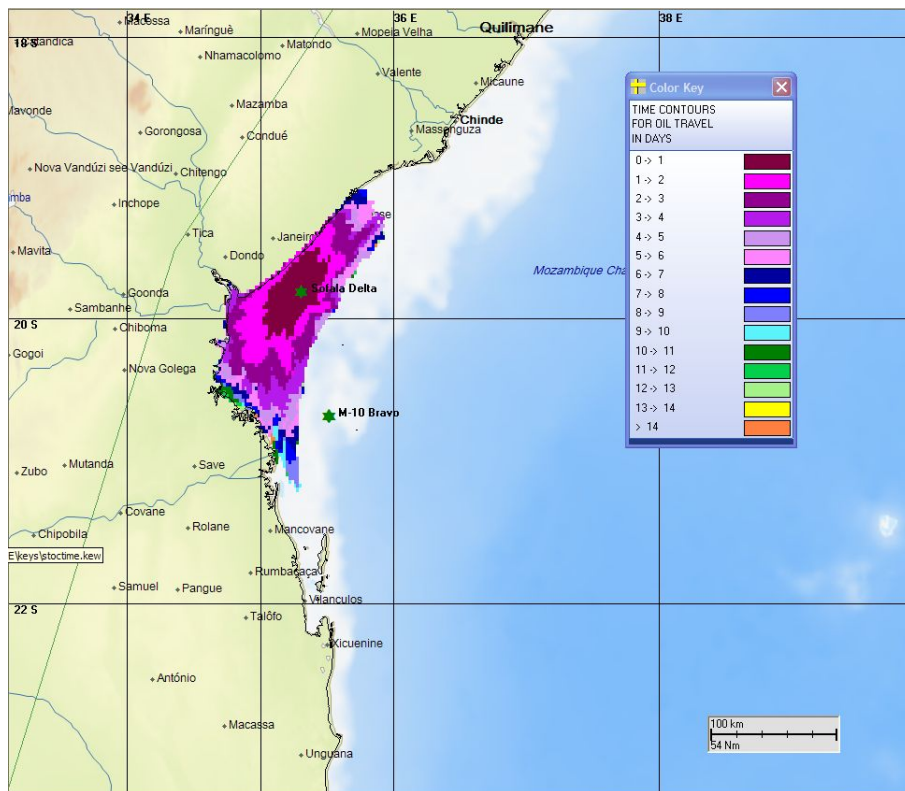 34 E
36 E
38 E
Macossa
Marínguè
Mopeia Velha
Quilimane
18 S
Matondo
Nhamacolomo
Valente
Micaune
Color Key
TIME CONTOURS
FOR OIL TRAVEL
IN DAYS
0 -> 1
1 -> 2
2 -> 3
3 -> 4
4 -> 5
5 -> 6
6 -> 7
7 -> 8
8 -> 9
9 -> 10
10 -> 11
11 -> 12
12 -> 13
13 -> 14
> 14
Mazamba
Chinde
Gorongosa
Condué
Massenguza
Nova Vandúzi see Vandúzi
Chitengo
Inchope
Tica
Janeiro
Mavita
Dondo
Mozambique Cha
Goonda
Sofala Delta
Sambanhe
20 S
Chiboma
Gogoi
Nova Golega
M-10 Bravo
Mutanda
Save
Zubo
Covane
Rolane
Mancovane
Chipobila
E\keys\stoctime.kew
Rumbaçaça
Samuel
Pangue
Vilanculos
22 S
Talôfo
Xicuenine
António
Macassa
100 km
54 Nm
Unguana